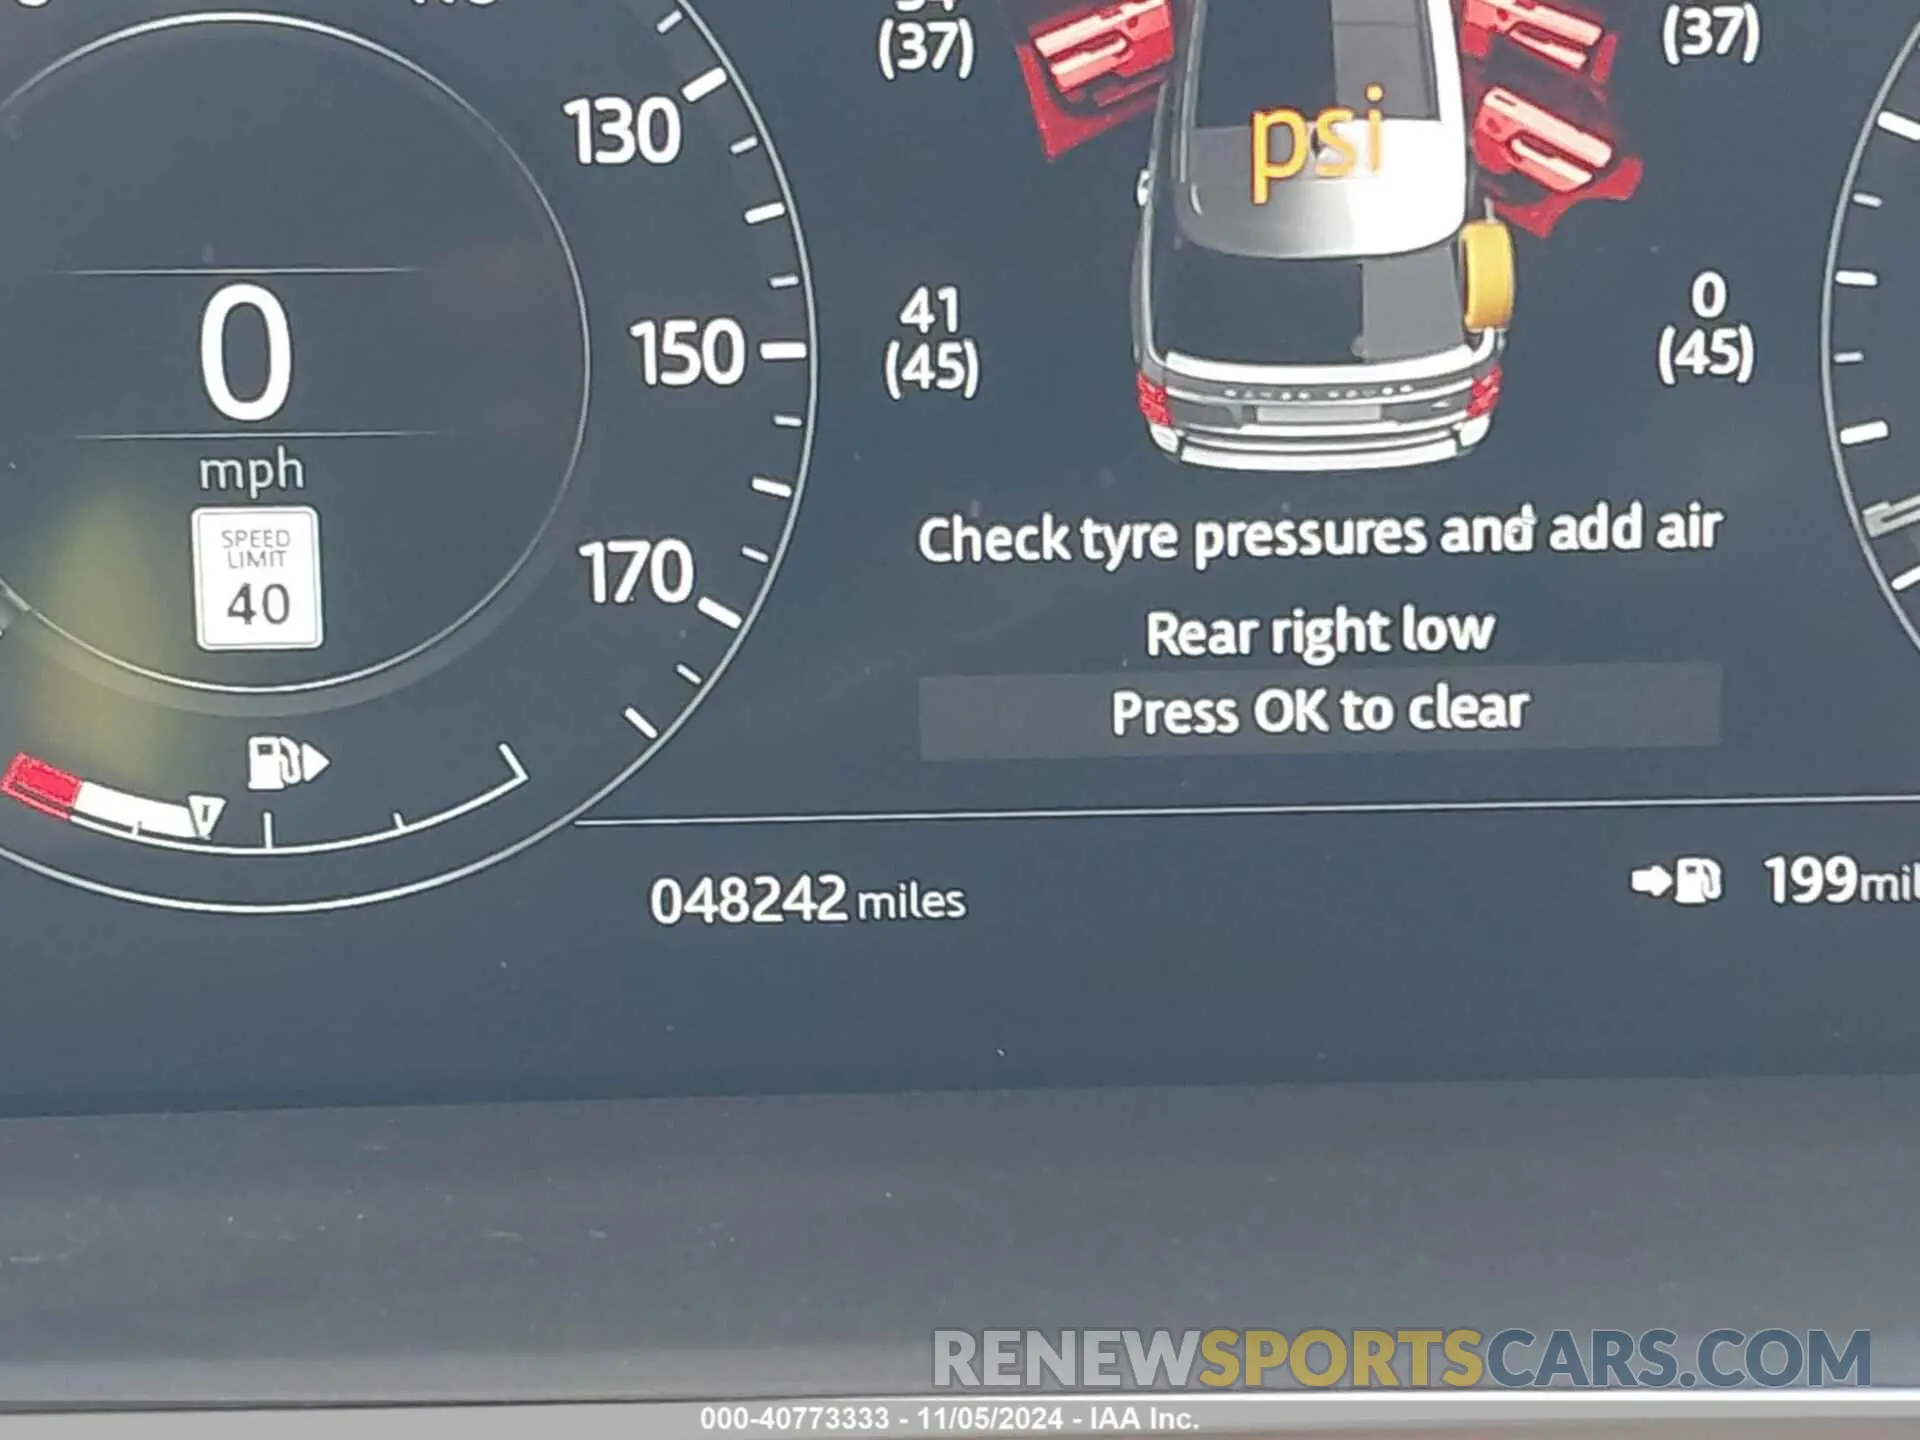 (37)
(37)
130
psi
41
(45)
0
(45)
0
150
mph
SPEED
LIMIT
40
170
Check tyre pressures and add air
Rear right low
Press OK to clear
048242 miles
199
RANGE ROVER
RENEWSPORTSCARS.COM
000-40773333 - 11/05/2024 - IAA Inc.